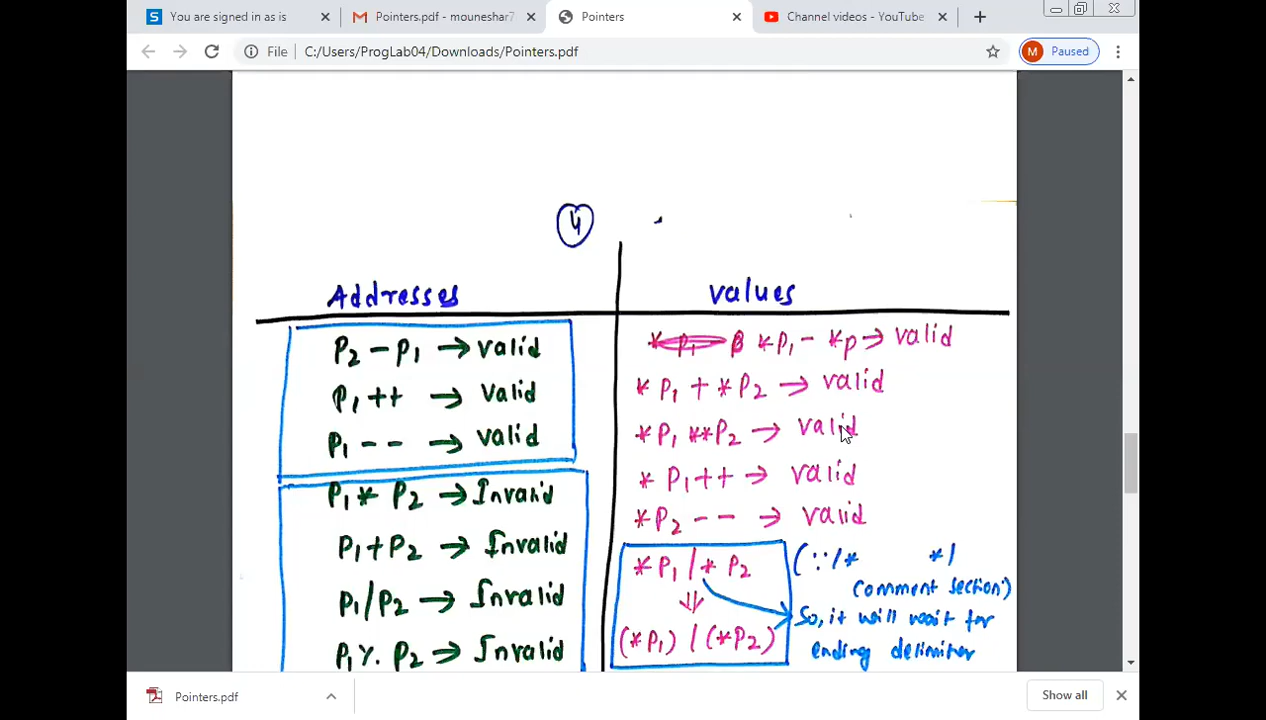 You are signed in as is
Pointers.pdf - mouneshar7
Pointers
Channel videos - YouTube
File
C:/Users/ProgLab04/Downloads/Pointers.pdf
M
Paused
4
Addresses
values
P2 - P1 → valid
P1++ → valid
P1-- → valid
P1 * P2 → Invalid
P1 + P2 → Invalid
P1/P2 → Invalid
P1 % P2 → Invalid
*P1 - *p → valid
*P1 + *P2 → valid
*P1 **P2 → valid
*P1++ → valid
*P2-- → valid
*P1 /* P2
⇓
(*P1) / (*P2)
(∵ /* */
comment section)
So, it will wait for
ending delimiter
Pointers.pdf
Show all